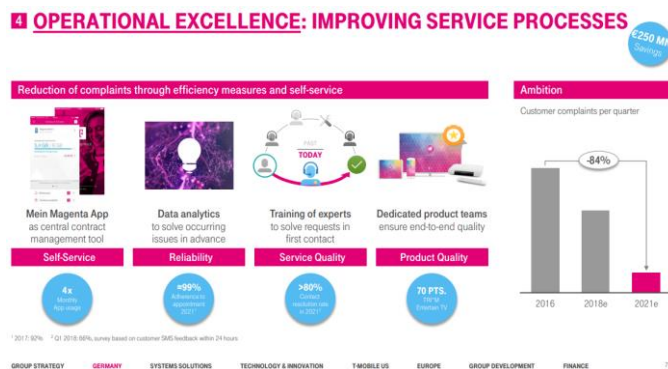 4 OPERATIONAL EXCELLENCE: IMPROVING SERVICE PROCESSES
€250 MN
Savings
Reduction of complaints through efficiency measures and self-service
Ambition
Customer complaints per quarter
PAST
TODAY
-84%
Mein Magenta App
as central contract
management tool
Data analytics
to solve occurring
issues in advance
Training of experts
to solve requests in
first contact
Dedicated product teams
ensure end-to-end quality
Self-Service
Reliability
Service Quality
Product Quality
4x
Monthly
App-usage
≈99%
Adherence to
appointment
2021¹
>80%
Contact
resolution rate
in 2021²
70 PTS.
TRI*M
Entertain TV
2016
2018e
2021e
¹ 2017: 92% ² Q1 2018: 66%, survey based on customer SMS feedback within 24 hours
GROUP STRATEGY
GERMANY
SYSTEMS SOLUTIONS
TECHNOLOGY & INNOVATION
T-MOBILE US
EUROPE
GROUP DEVELOPMENT
FINANCE
7